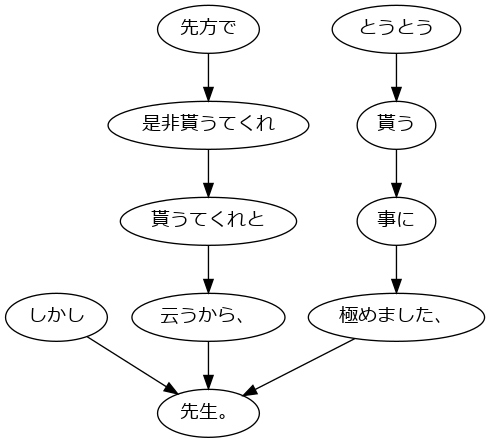 先方で
とうとう
是非貰うてくれ
貰う
貰うてくれと
事に
しかし
云うから、
極めました、
先生。